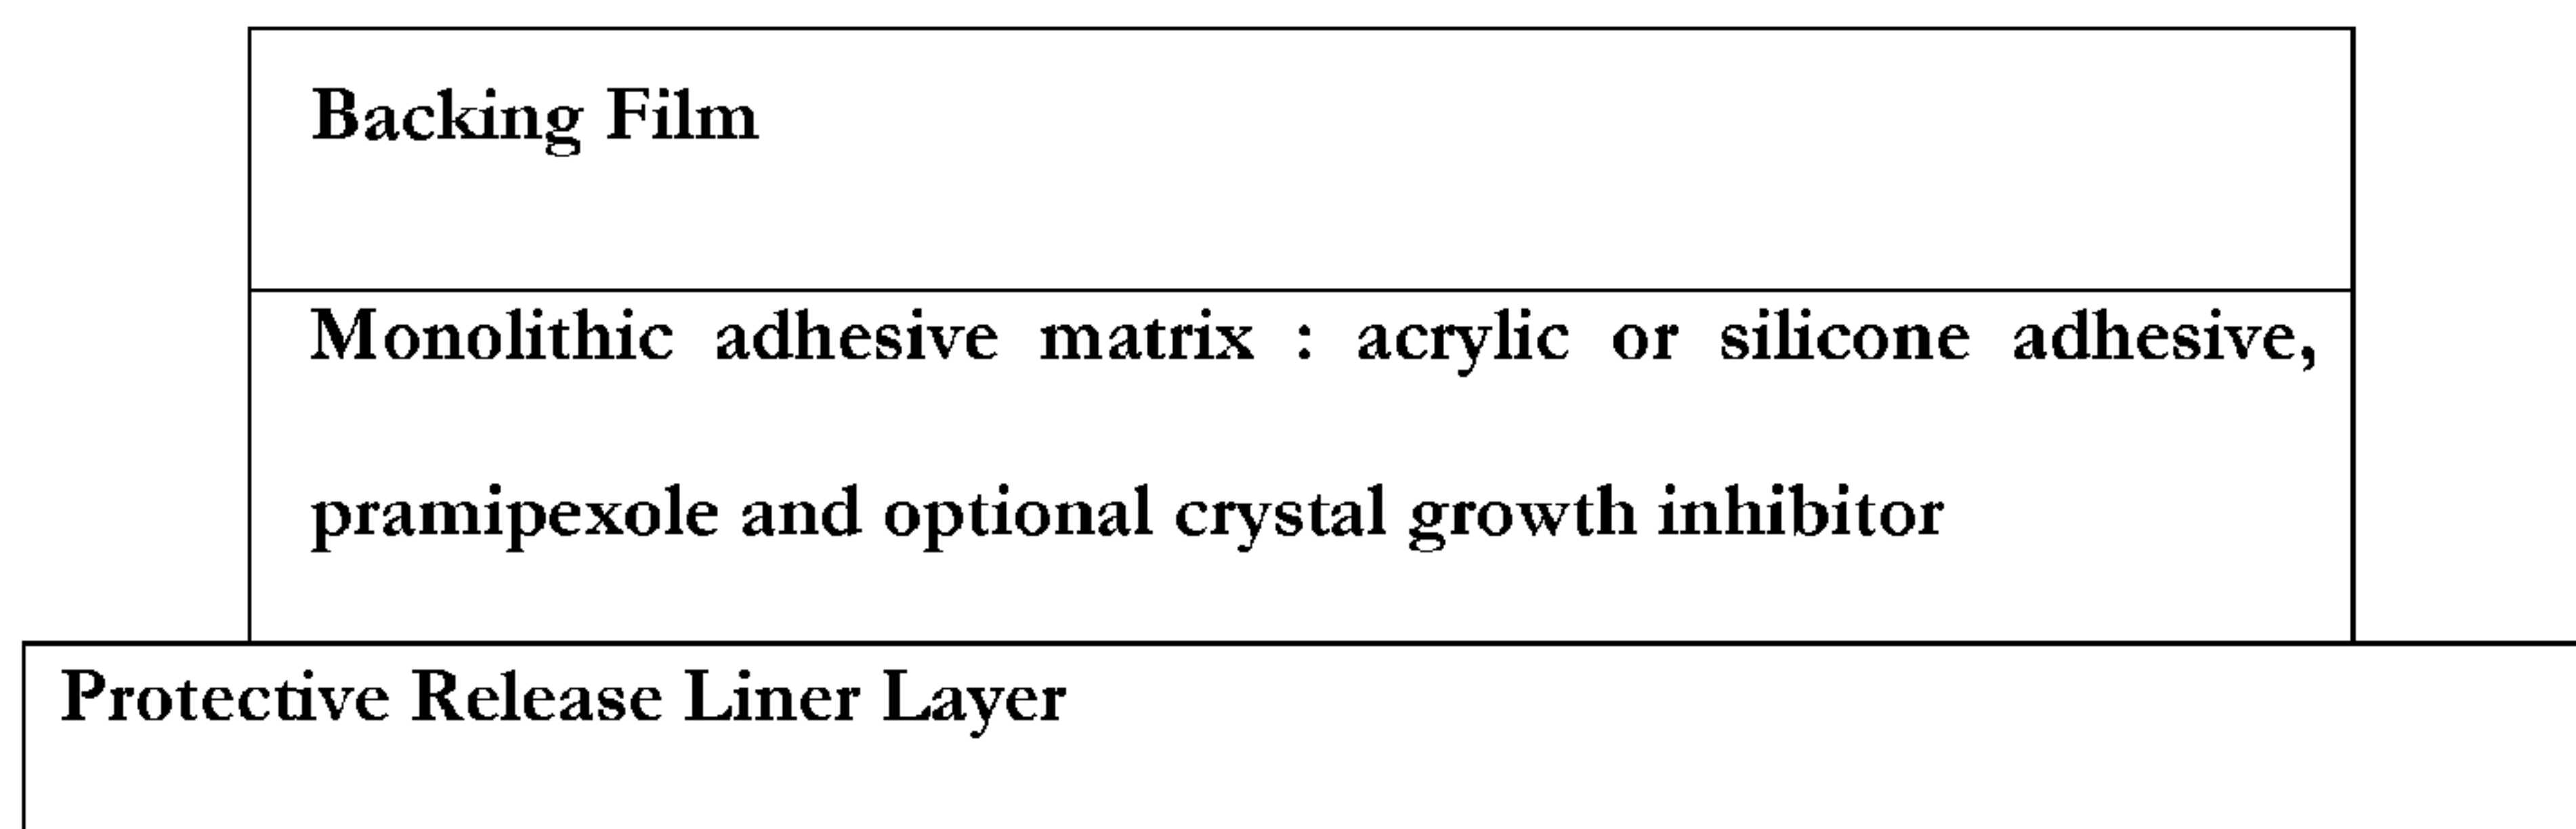 Backing Film
Monolithic adhesive matrix : acrylic or silicone adhesive,
pramipexole and optional crystal growth inhibitor
Protective Release Liner Layer